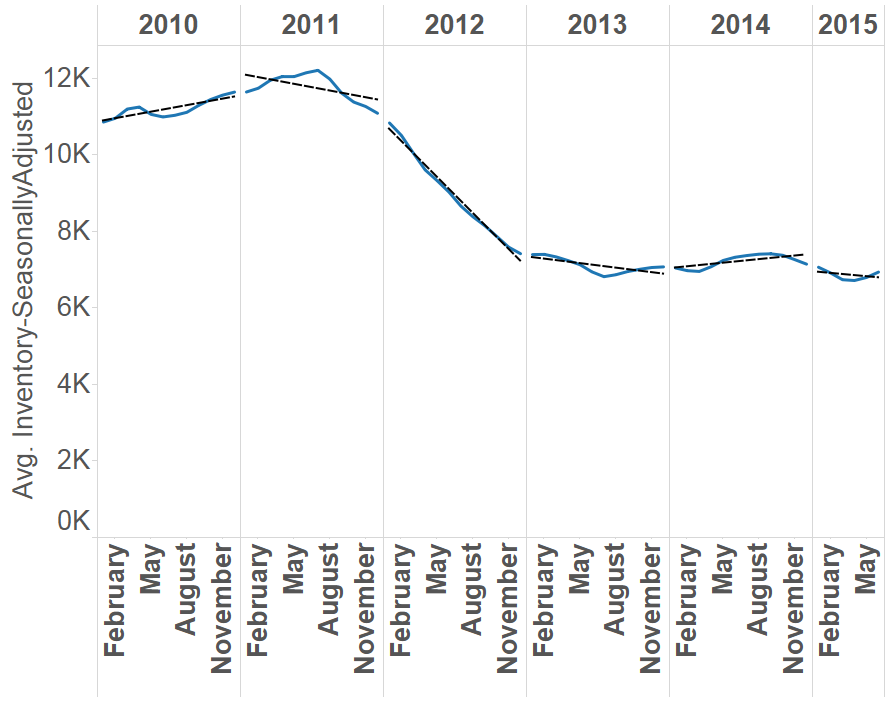 2010 2011 2012 2013 2014 2015
Avg. Inventory-SeasonallyAdjusted
12K
10K
8K
6K
4K
2K
0K
February May August November February May August November February May August November February May August November February May August November February May